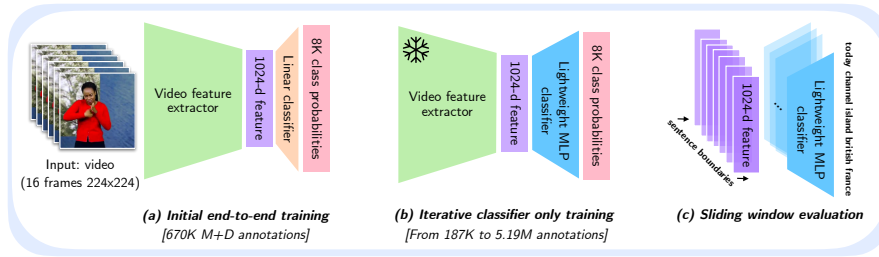 Video feature
extractor
1024-d feature
Linear classifier
8K class probabilities
Input: video
(16 frames 224x224)
(a) Initial end-to-end training
[670K M+D annotations]
Video feature
extractor
1024-d feature
Lightweight MLP
classifier
8K class probabilities
(b) Iterative classifier only training
[From 187K to 5.19M annotations]
sentence boundaries
1024-d feature
...
Lightweight MLP
classifier
today channel island british france
(c) Sliding window evaluation